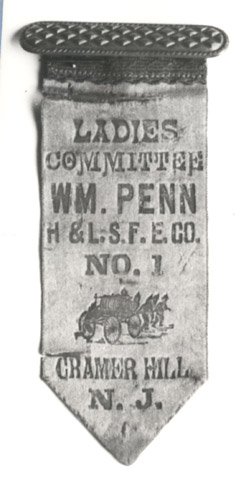 LADIES
COMMITTEE
WM. PENN
H & L. S. F. E. CO.
NO. 1
CRAMER HILL
N. J.